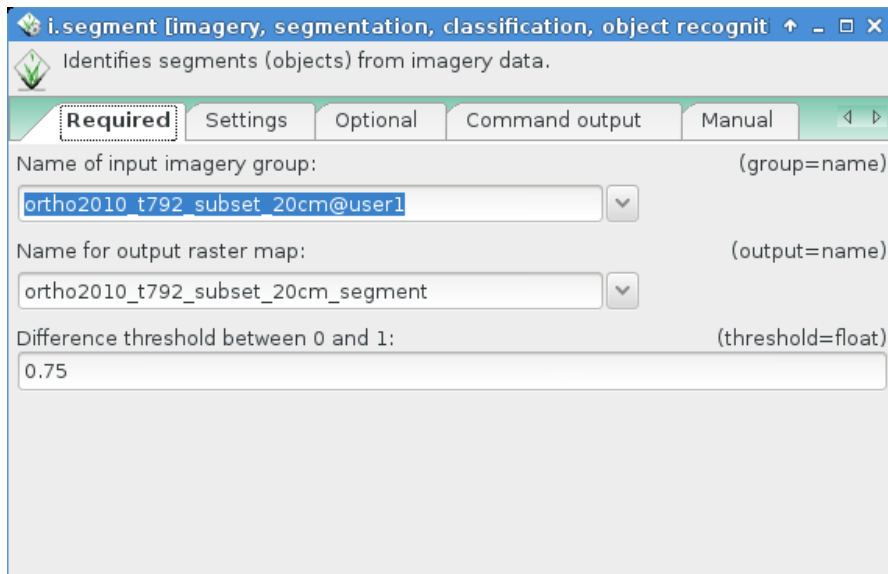 i.segment [imagery, segmentation, classification, object recogniti
Identifies segments (objects) from imagery data.
Required Settings Optional Command output Manual
Name of input imagery group: (group=name)
ortho2010_t792_subset_20cm@user1
Name for output raster map: (output=name)
ortho2010_t792_subset_20cm_segment
Difference threshold between 0 and 1: (threshold=float)
0.75